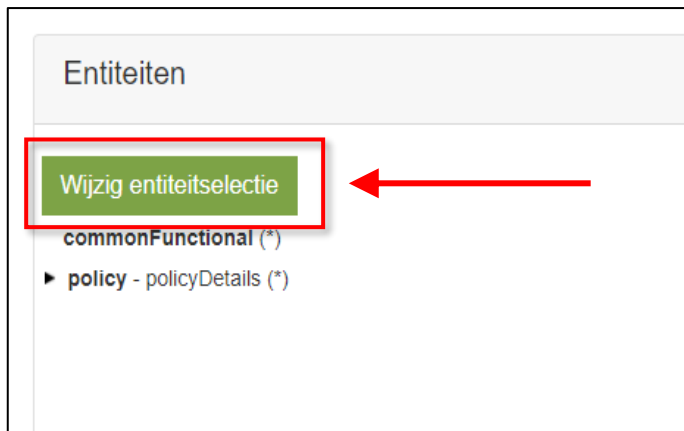 Entiteiten
Wijzig entiteitselectie
commonFunctional (*)
policy - policyDetails (*)